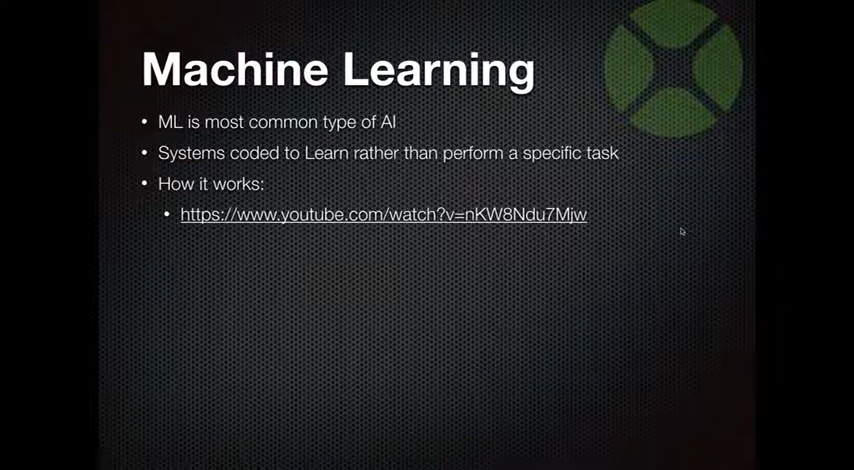 Machine Learning
• ML is most common type of AI
• Systems coded to Learn rather than perform a specific task
• How it works:
• https://www.youtube.com/watch?v=nKW8Ndu7Mjw